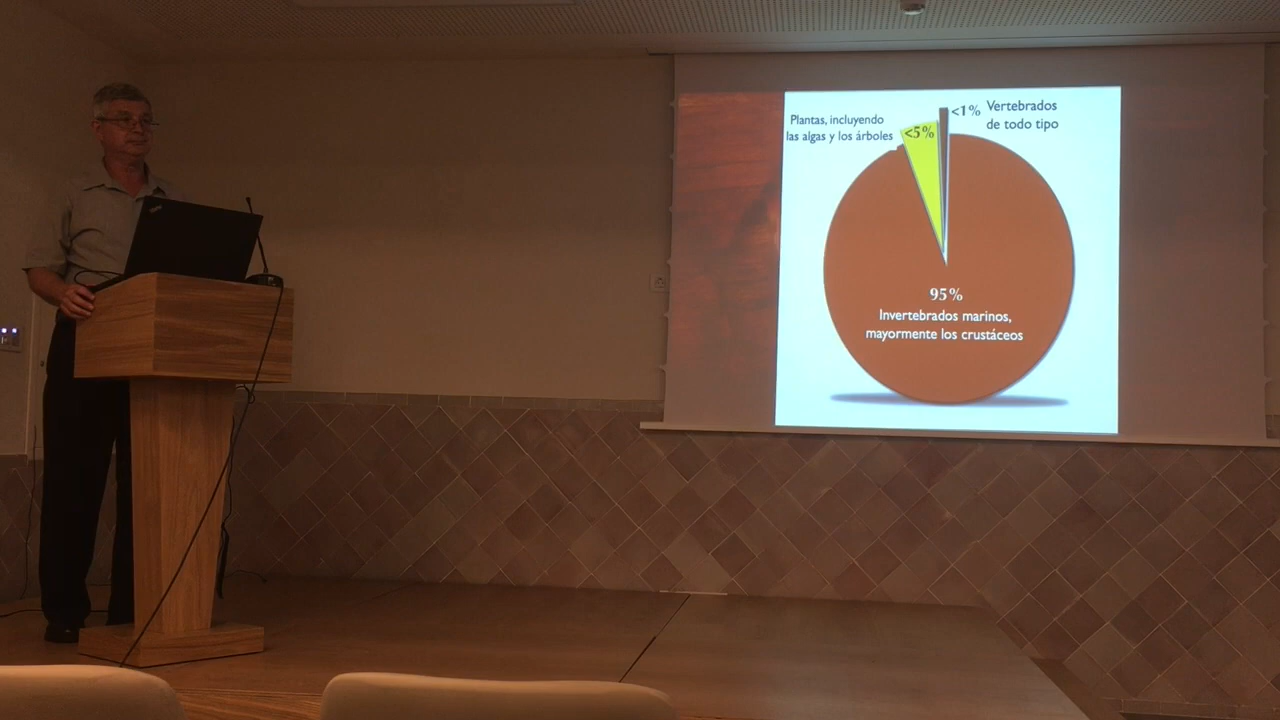 Plantas, incluyendo
las algas y los árboles
<5%
<1%
Vertebrados
de todo tipo
95%
Invertebrados marinos,
mayormente los crustáceos